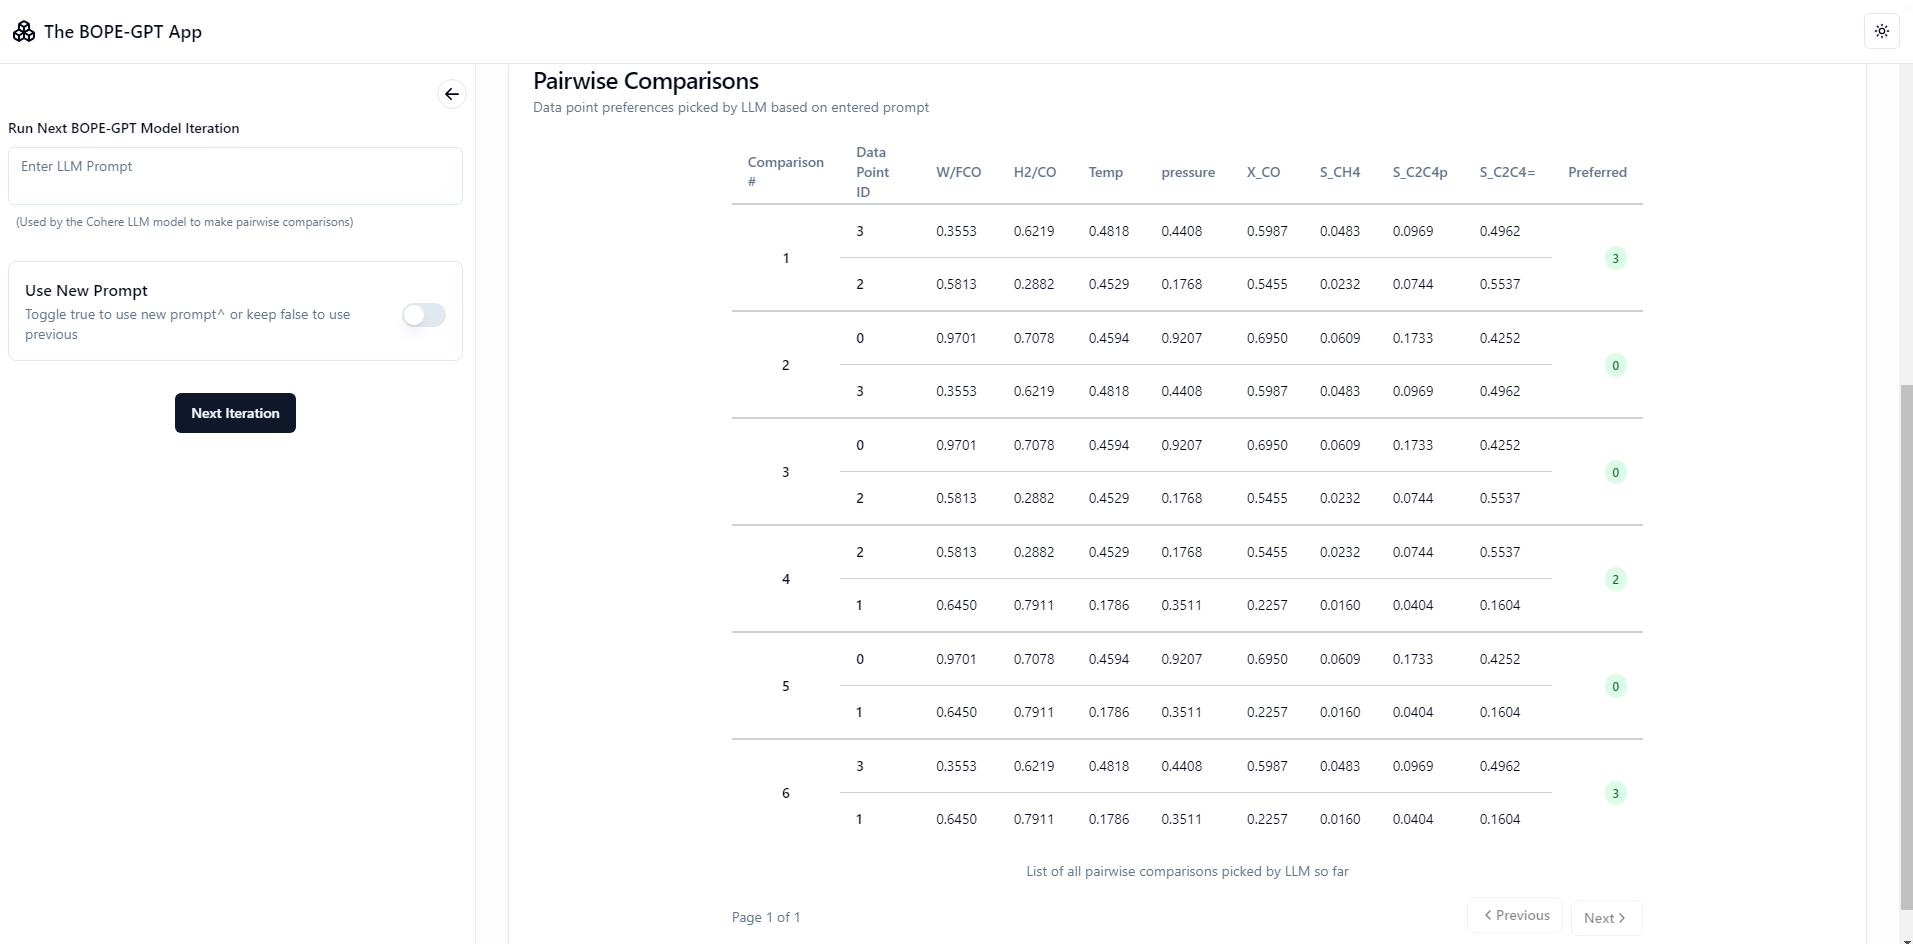 The BOPE-GPT App
Run Next BOPE-GPT Model Iteration
Enter LLM Prompt
(Used by the Cohere LLM model to make pairwise comparisons)
Use New Prompt
Toggle true to use new prompt^ or keep false to use
previous
Next Iteration
Pairwise Comparisons
Data point preferences picked by LLM based on entered prompt
Comparison # Data Point ID W/FCO H2/CO Temp pressure X_CO S_CH4 S_C2C4p S_C2C4= Preferred
3 0.3553 0.6219 0.4818 0.4408 0.5987 0.0483 0.0969 0.4962
1 3
2 0.5813 0.2882 0.4529 0.1768 0.5455 0.0232 0.0744 0.5537
0 0.9701 0.7078 0.4594 0.9207 0.6950 0.0609 0.1733 0.4252
2 0
3 0.3553 0.6219 0.4818 0.4408 0.5987 0.0483 0.0969 0.4962
0 0.9701 0.7078 0.4594 0.9207 0.6950 0.0609 0.1733 0.4252
3 0
2 0.5813 0.2882 0.4529 0.1768 0.5455 0.0232 0.0744 0.5537
2 0.5813 0.2882 0.4529 0.1768 0.5455 0.0232 0.0744 0.5537
4 2
1 0.6450 0.7911 0.1786 0.3511 0.2257 0.0160 0.0404 0.1604
0 0.9701 0.7078 0.4594 0.9207 0.6950 0.0609 0.1733 0.4252
5 0
1 0.6450 0.7911 0.1786 0.3511 0.2257 0.0160 0.0404 0.1604
3 0.3553 0.6219 0.4818 0.4408 0.5987 0.0483 0.0969 0.4962
6 3
1 0.6450 0.7911 0.1786 0.3511 0.2257 0.0160 0.0404 0.1604
List of all pairwise comparisons picked by LLM so far
Page 1 of 1
Previous
Next